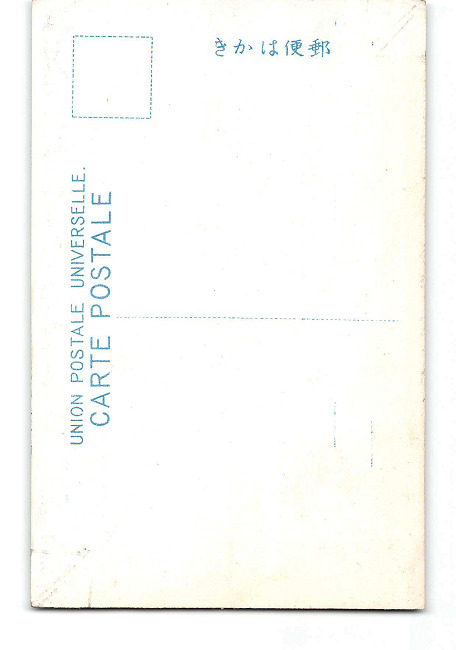 きかは便郵
UNION POSTALE UNIVERSELLE.
CARTE POSTALE